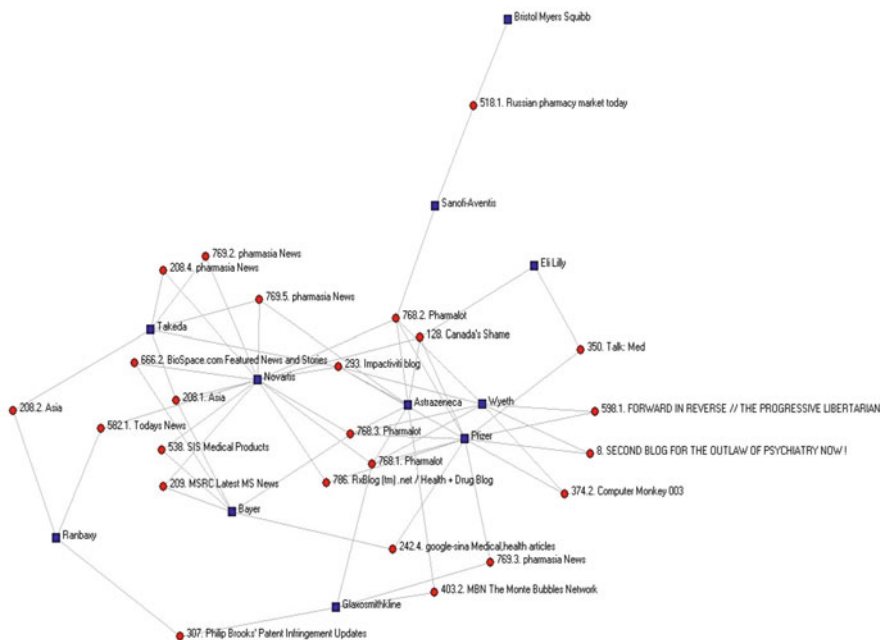 Bristol Myers Squibb
518.1. Russian pharmacy market today
Sanofi-Aventis
769.2. pharmasia News
Eli Lilly
208.4. pharmasia News
769.5. pharmasia News
768.2. Pharmalot
Takeda
128. Canada's Shame
350. Talk: Med
666.2. BioSpace.com Featured News and Stories
293. Impactiviti blog
Novartis
208.1. Asia
Astrazeneca
Wyeth
208.2. Asia
598.1. FORWARD IN REVERSE // THE PROGRESSIVE LIBERTARIAN
582.1. Todays News
768.3. Pharmalot
Pfizer
538. SIS Medical Products
8. SECOND BLOG FOR THE OUTLAW OF PSYCHIATRY NOW !
768.1. Pharmalot
209. MSRC Latest MS News
786. RxBlog [tm] .net / Health + Drug Blog
374.2. Computer Monkey 003
Bayer
Ranbaxy
242.4. google-sina Medical,health articles
769.3. pharmasia News
403.2. MBN The Monte Bubbles Network
Glaxosmithkline
307. Philip Brooks' Patent Infringement Updates